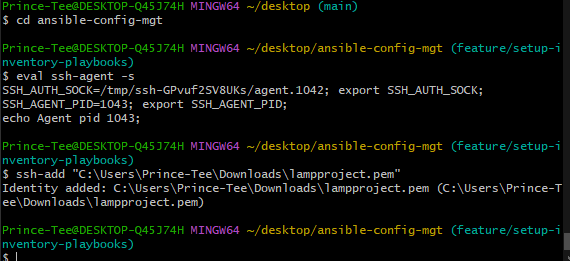 Prince-Tee@DESKTOP-Q45J74H MINGW64 ~/desktop (main)
$ cd ansible-config-mgt
Prince-Tee@DESKTOP-Q45J74H MINGW64 ~/desktop/ansible-config-mgt (feature/setup-i
nventory-playbooks)
$ eval ssh-agent -s
SSH_AUTH_SOCK=/tmp/ssh-GPvuf2SV8UKs/agent.1042; export SSH_AUTH_SOCK;
SSH_AGENT_PID=1043; export SSH_AGENT_PID;
echo Agent pid 1043;
Prince-Tee@DESKTOP-Q45J74H MINGW64 ~/desktop/ansible-config-mgt (feature/setup-i
nventory-playbooks)
$ ssh-add "C:\Users\Prince-Tee\Downloads\lampproject.pem"
Identity added: C:\Users\Prince-Tee\Downloads\lampproject.pem (C:\Users\Prince-T
ee\Downloads\lampproject.pem)
Prince-Tee@DESKTOP-Q45J74H MINGW64 ~/desktop/ansible-config-mgt (feature/setup-i
nventory-playbooks)
$